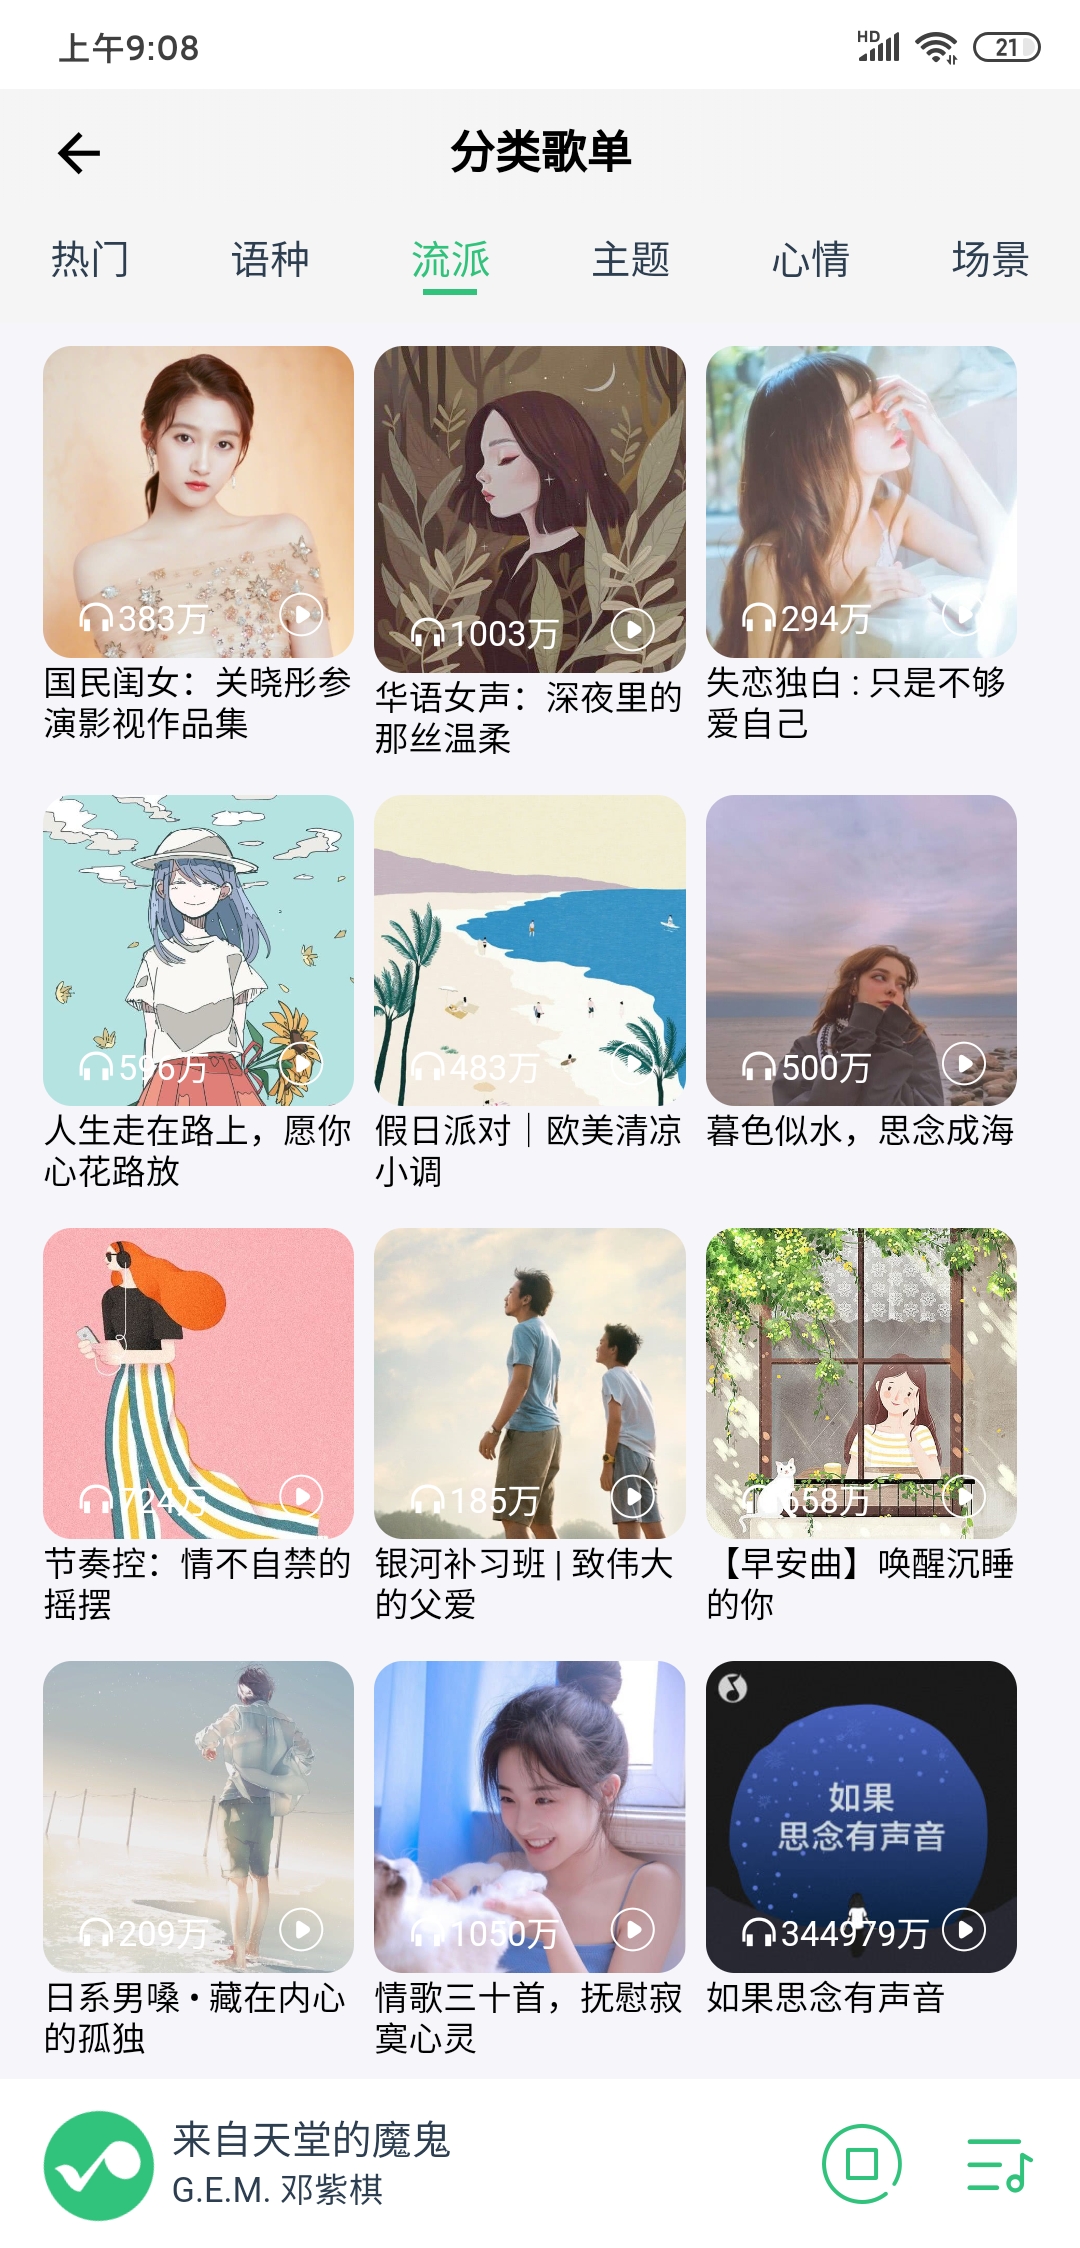 上午9:08
HD
21
分类歌单
热门 语种 流派 主题 心情 场景
383万
1003万
294万
国民闺女：关晓彤参
演影视作品集
华语女声：深夜里的
那丝温柔
失恋独白 : 只是不够
爱自己
596万
483万
500万
人生走在路上，愿你
心花路放
假日派对｜欧美清凉
小调
暮色似水，思念成海
724万
185万
658万
节奏控：情不自禁的
摇摆
银河补习班 | 致伟大
的父爱
【早安曲】唤醒沉睡
的你
209万
1050万
如果
思念有声音
344979万
日系男嗓 • 藏在内心
的孤独
情歌三十首，抚慰寂
寞心灵
如果思念有声音
来自天堂的魔鬼
G.E.M. 邓紫棋